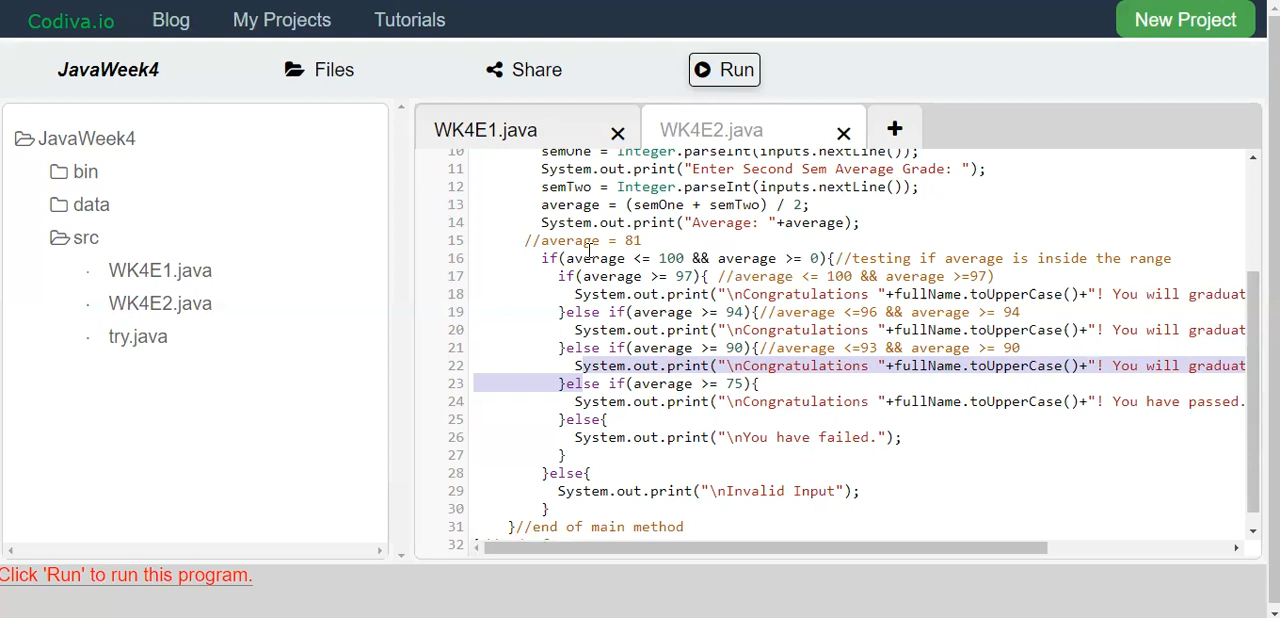 Codiva.io Blog My Projects Tutorials New Project
JavaWeek4 Files Share Run
JavaWeek4
bin
data
src
WK4E1.java
WK4E2.java
try.java
WK4E1.java WK4E2.java
10 semOne = Integer.parseInt(inputs.nextLine());
11 System.out.print("Enter Second Sem Average Grade: ");
12 semTwo = Integer.parseInt(inputs.nextLine());
13 average = (semOne + semTwo) / 2;
14 System.out.print("Average: "+average);
15 //average = 81
16 if(average <= 100 && average >= 0){//testing if average is inside the range
17 if(average >= 97){ //average <= 100 && average >=97)
18 System.out.print("\nCongratulations "+fullName.toUpperCase()+"! You will graduat
19 }else if(average >= 94){//average <=96 && average >= 94
20 System.out.print("\nCongratulations "+fullName.toUpperCase()+"! You will graduat
21 }else if(average >= 90){//average <=93 && average >= 90
22 System.out.print("\nCongratulations "+fullName.toUpperCase()+"! You will graduat
23 }else if(average >= 75){
24 System.out.print("\nCongratulations "+fullName.toUpperCase()+"! You have passed.
25 }else{
26 System.out.print("\nYou have failed.");
27 }
28 }else{
29 System.out.print("\nInvalid Input");
30 }
31 }//end of main method
32
Click 'Run' to run this program.